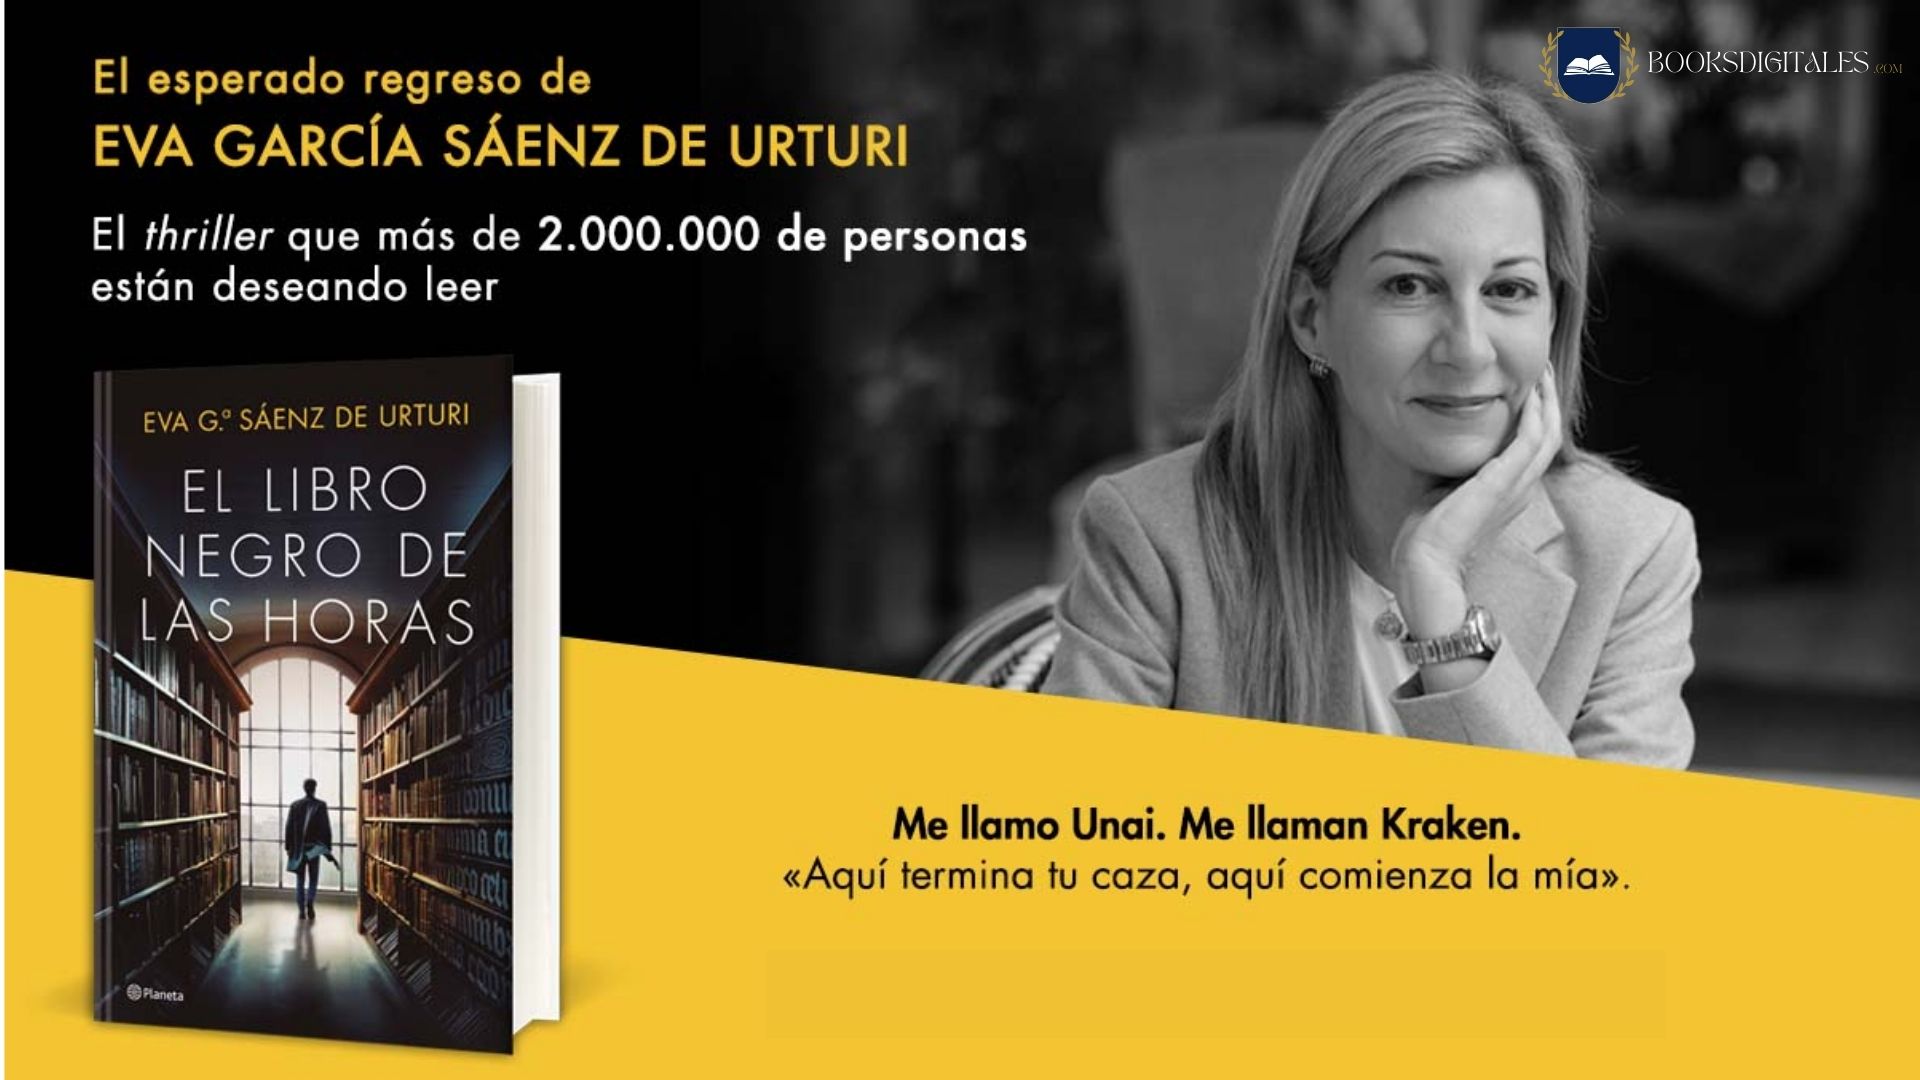 BOOKSDIGITALES.COM
El esperado regreso de
EVA GARCÍA SÁENZ DE URTURI
El thriller que más de 2.000.000 de personas
están deseando leer
EVA G.ª SÁENZ DE URTURI
EL LIBRO
NEGRO DE
LAS HORAS
Planeta
Me llamo Unai. Me llaman Kraken.
«Aquí termina tu caza, aquí comienza la mía».